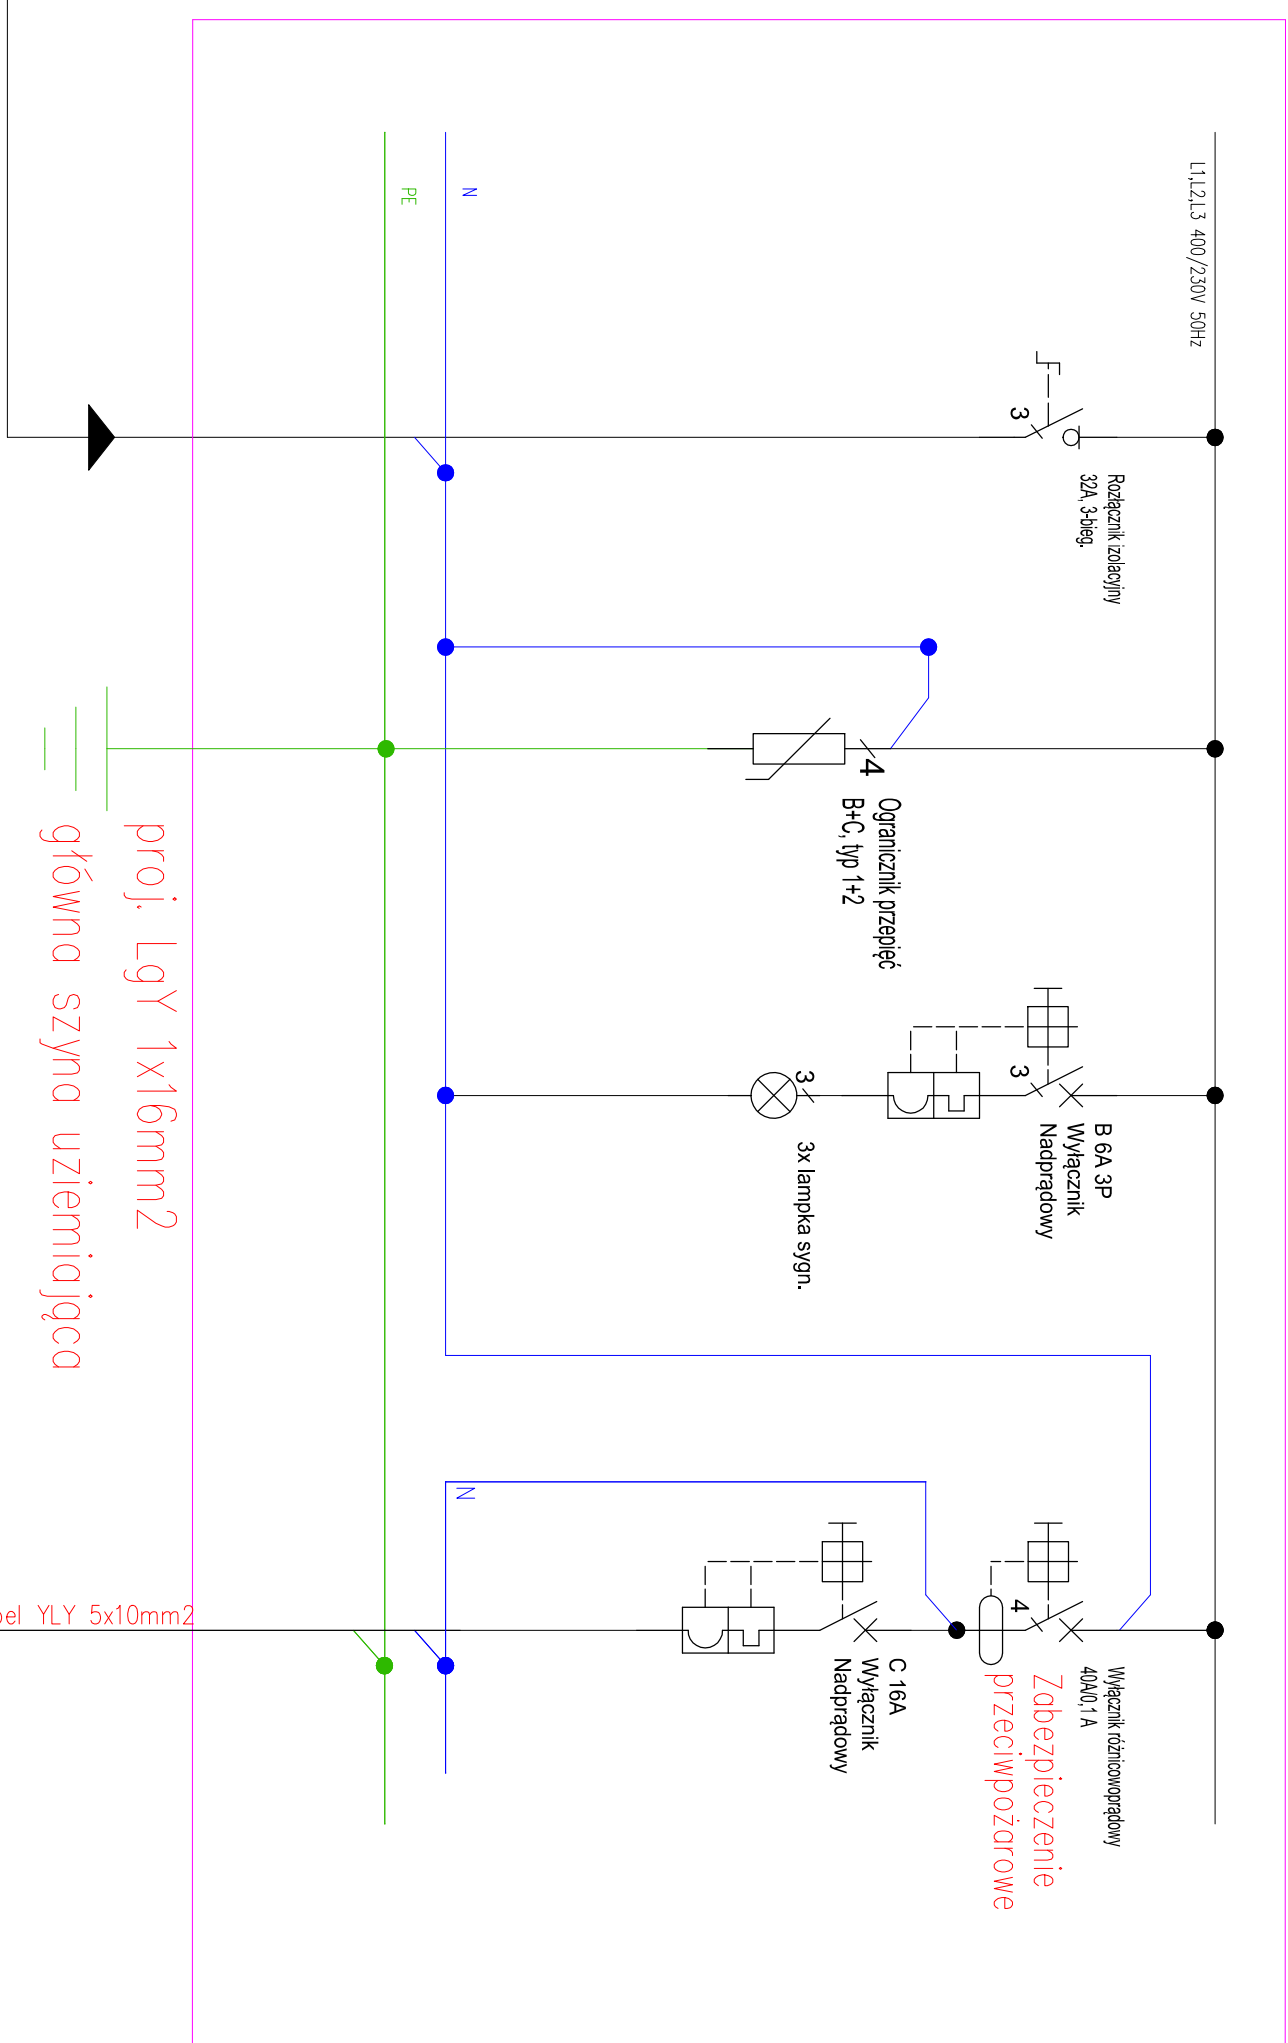 L1,L2,L3 400/230V 50Hz
N
PE
3
Rozłącznik izolacyjny
32A, 3-bieg.
4
Ogranicznik przepięć
B+C, typ 1+2
3
B 6A 3P
Wyłącznik
Nadprądowy
3
3x lampka sygn.
4
Wyłącznik różnicowoprądowy
40A/0,1 A
Zabezpieczenie
przeciwpożarowe
C 16A
Wyłącznik
Nadprądowy
N
proj. LgY 1x16mm2
główna szyna uziemiająca
YLY 5x10mm2